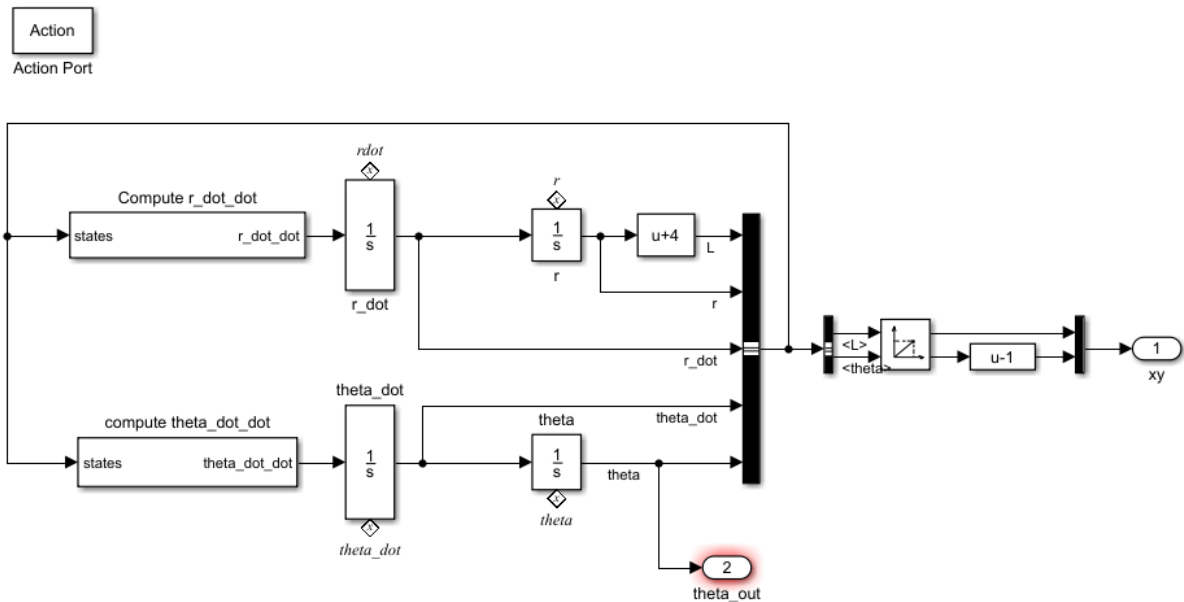 Action
Action Port
rdot
Compute r_dot_dot
states
r_dot_dot
1
s
r_dot
r
1
s
r
u+4
L
r
r_dot
<L>
<theta>
u-1
1
xy
theta_dot
compute theta_dot_dot
states
theta_dot_dot
1
s
theta_dot
theta_dot
theta
1
s
theta
theta
2
theta_out
x
x
x
x